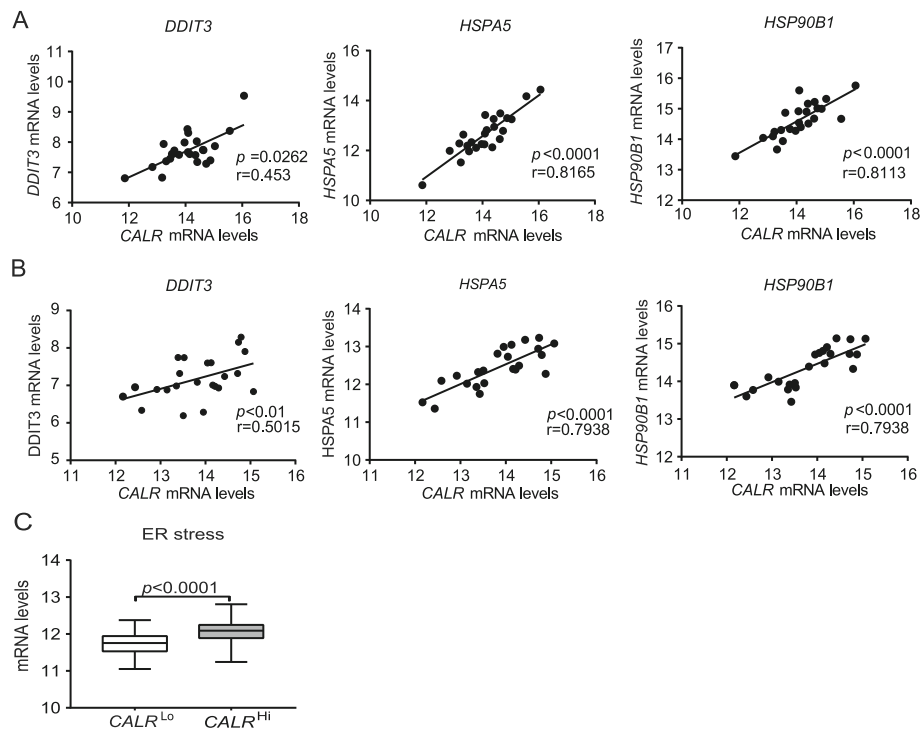 A
DDIT3
HSPA5
HSP90B1
DDIT3 mRNA levels
11
10
9
8
7
6
10 12 14 16 18
CALR mRNA levels
p =0.0262
r=0.453
HSPA5 mRNA levels
16
14
12
10
10 12 14 16 18
CALR mRNA levels
p<0.0001
r=0.8165
HSP90B1 mRNA levels
17
16
15
14
13
12
10 12 14 16 18
CALR mRNA levels
p<0.0001
r=0.8113
B
DDIT3
HSPA5
HSP90B1
DDIT3 mRNA levels
9
8
7
6
5
11 12 13 14 15 16
CALR mRNA levels
p<0.01
r=0.5015
HSPA5 mRNA levels
14
13
12
11
10
11 12 13 14 15 16
CALR mRNA levels
p<0.0001
r=0.7938
HSP90B1 mRNA levels
16
15
14
13
12
11 12 13 14 15 16
CALR mRNA levels
p<0.0001
r=0.7938
C
ER stress
mRNA levels
14
13
12
11
10
p<0.0001
CALR Lo
CALR Hi